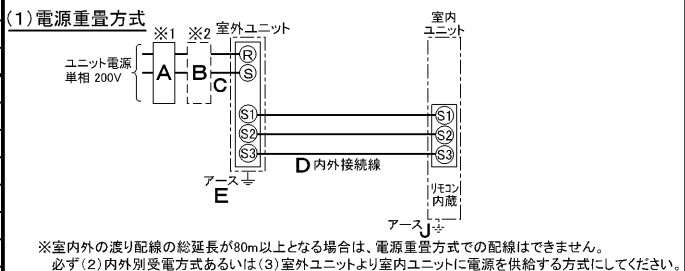 (1)電源重畳方式
※1 ※2 室外ユニット
室内
ユニット
ユニット電源
単相 200V
A B C
R
S
S1 S1
S2 S2
S3 S3
D 内外接続線
アース
E
リモコン
内蔵
アース J
※室内外の渡り配線の総延長が80m以上となる場合は、電源重畳方式での配線はできません。
必ず(2)内外別受電方式あるいは(3)室外ユニットより室内ユニットに電源を供給する方式にしてください。